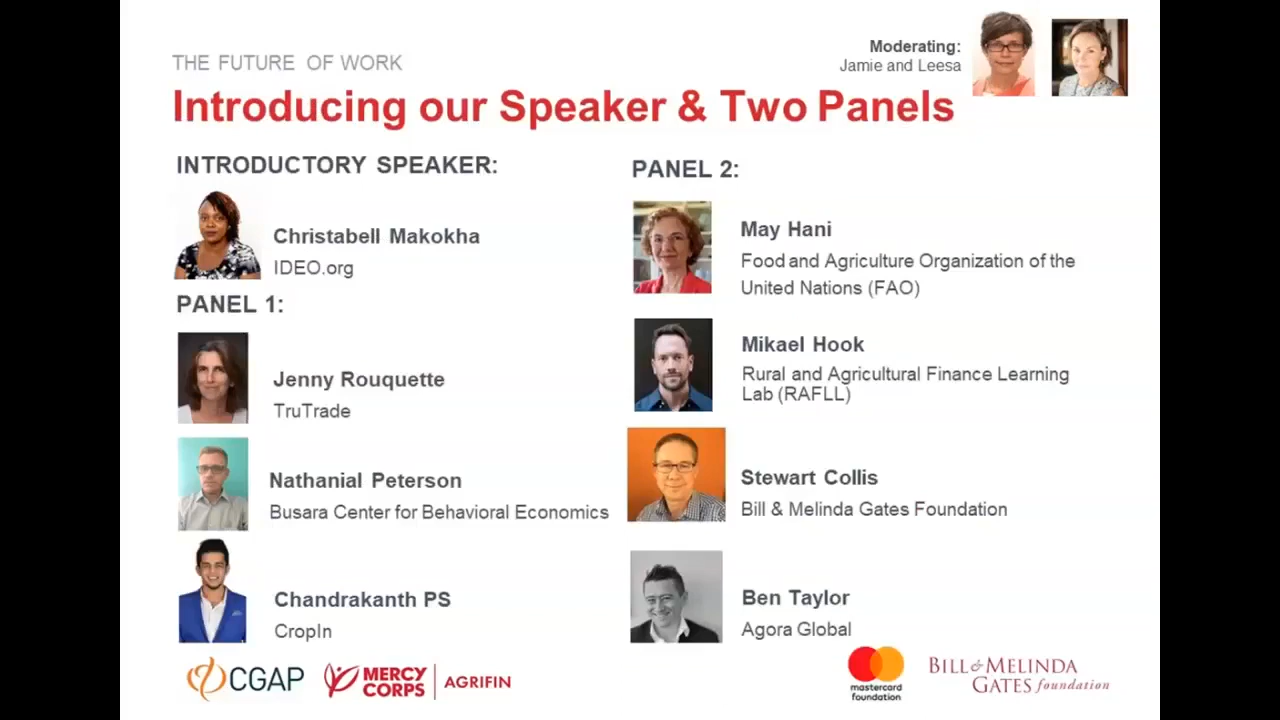 THE FUTURE OF WORK
Moderating:
Jamie and Leesa
Introducing our Speaker & Two Panels
INTRODUCTORY SPEAKER:
Christabell Makokha
IDEO.org
PANEL 1:
Jenny Rouquette
TruTrade
Nathanial Peterson
Busara Center for Behavioral Economics
Chandrakanth PS
CropIn
PANEL 2:
May Hani
Food and Agriculture Organization of the
United Nations (FAO)
Mikael Hook
Rural and Agricultural Finance Learning
Lab (RAFLL)
Stewart Collis
Bill & Melinda Gates Foundation
Ben Taylor
Agora Global
CGAP
MERCY
CORPS
AGRIFIN
mastercard
foundation
BILL & MELINDA
GATES foundation